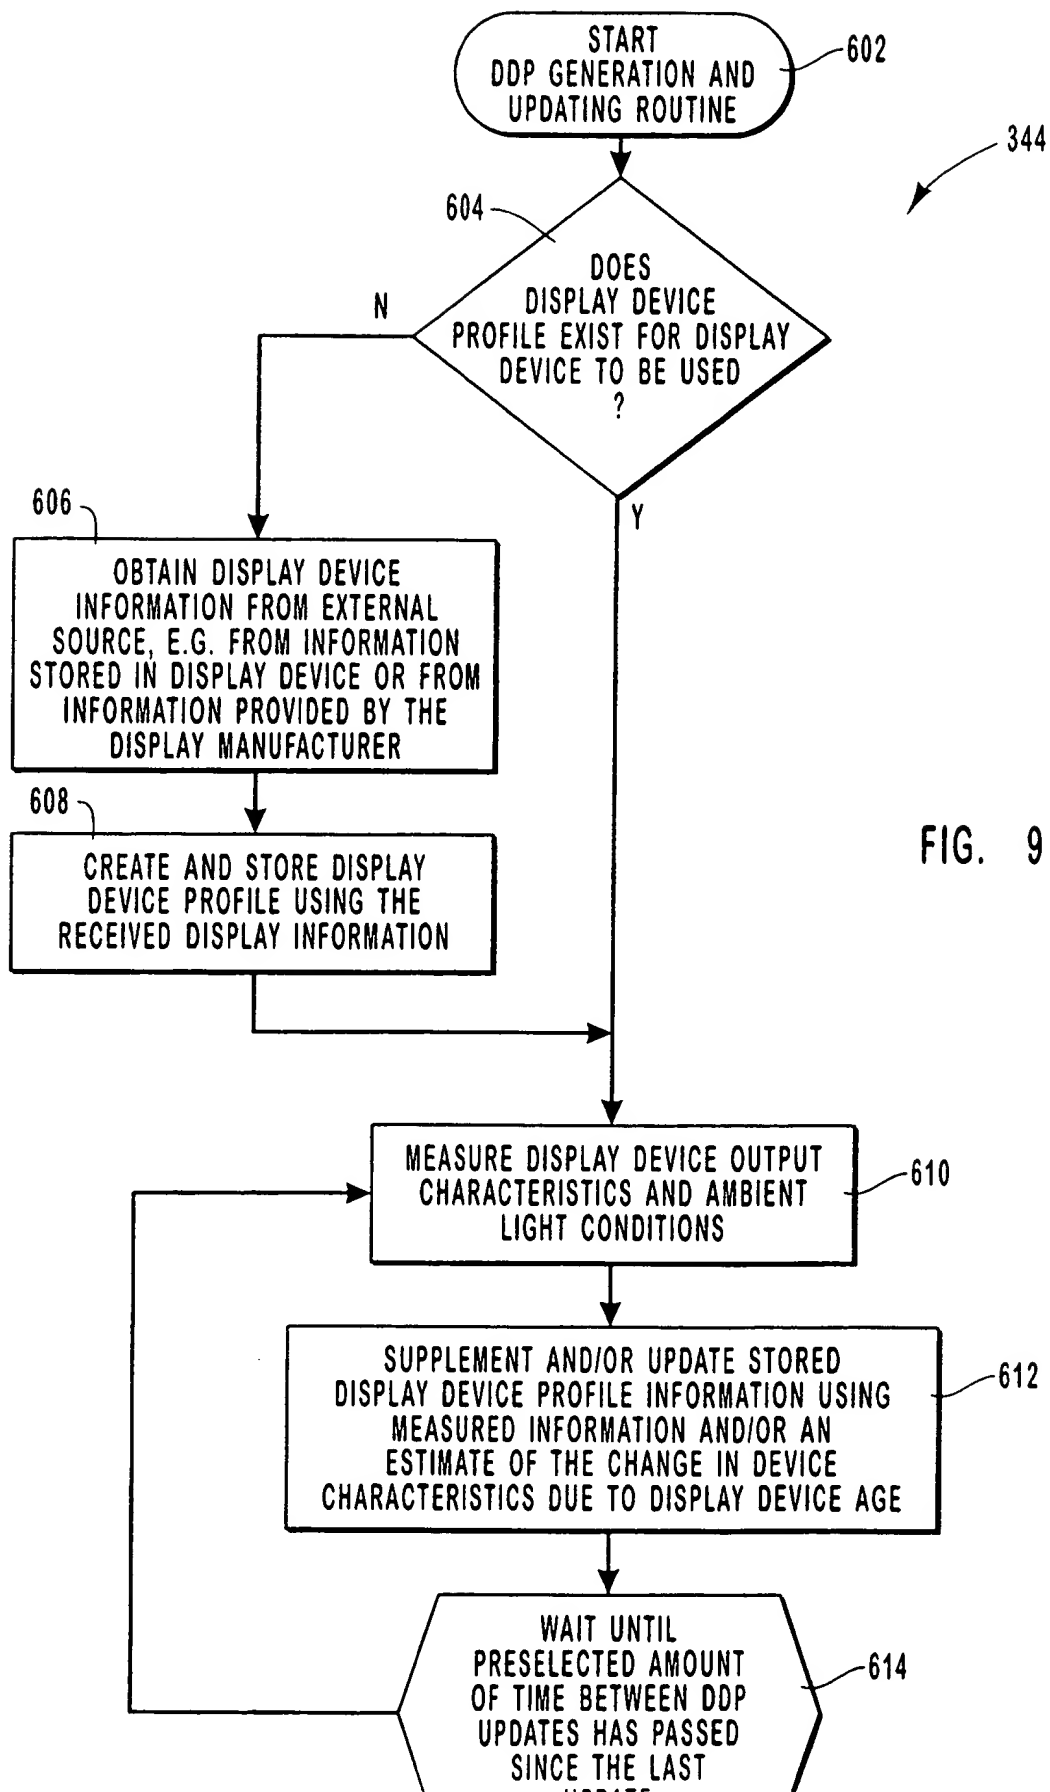 START
DDP GENERATION AND
UPDATING ROUTINE
602
344
604
DOES
DISPLAY DEVICE
PROFILE EXIST FOR DISPLAY
DEVICE TO BE USED
?
N
Y
606
OBTAIN DISPLAY DEVICE
INFORMATION FROM EXTERNAL
SOURCE, E.G. FROM INFORMATION
STORED IN DISPLAY DEVICE OR FROM
INFORMATION PROVIDED BY THE
DISPLAY MANUFACTURER
608
CREATE AND STORE DISPLAY
DEVICE PROFILE USING THE
RECEIVED DISPLAY INFORMATION
FIG. 9
MEASURE DISPLAY DEVICE OUTPUT
CHARACTERISTICS AND AMBIENT
LIGHT CONDITIONS
610
SUPPLEMENT AND/OR UPDATE STORED
DISPLAY DEVICE PROFILE INFORMATION USING
MEASURED INFORMATION AND/OR AN
ESTIMATE OF THE CHANGE IN DEVICE
CHARACTERISTICS DUE TO DISPLAY DEVICE AGE
612
WAIT UNTIL
PRESELECTED AMOUNT
OF TIME BETWEEN DDP
UPDATES HAS PASSED
SINCE THE LAST
614